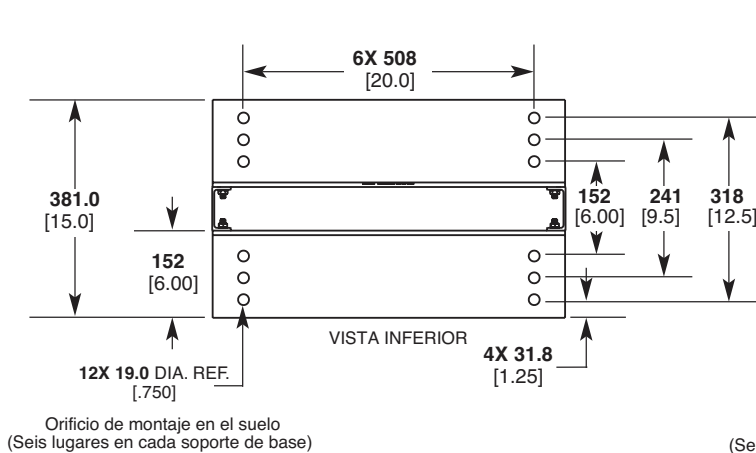 6X 508
[20.0]
381.0
[15.0]
152
[6.00]
152
[6.00]
241
[9.5]
318
[12.5]
VISTA INFERIOR
4X 31.8
[1.25]
12X 19.0 DIA. REF.
[.750]
Orificio de montaje en el suelo
(Seis lugares en cada soporte de base)
(Se